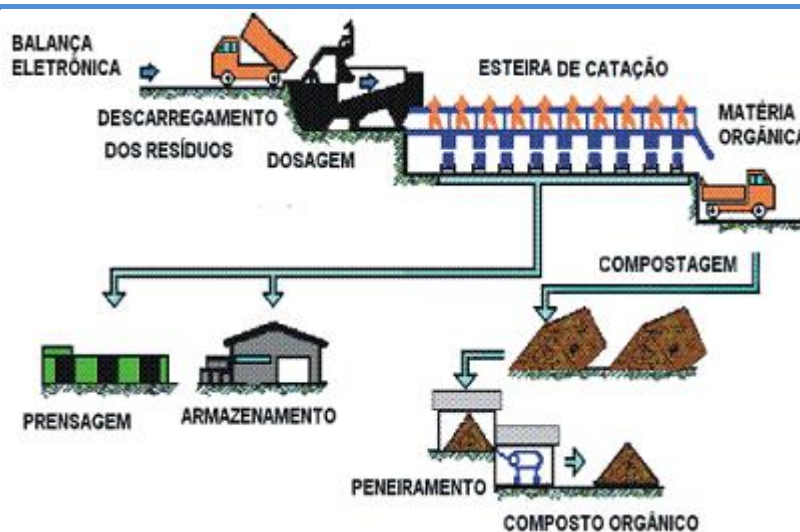 BALANÇA
ELETRÔNICA
ESTEIRA DE CATAÇÃO
MATÉRIA
ORGÂNICA
DESCARREGAMENTO
DOS RESÍDUOS
DOSAGEM
COMPOSTAGEM
PRENSAGEM
ARMAZENAMENTO
PENEIRAMENTO
COMPOSTO ORGÂNICO